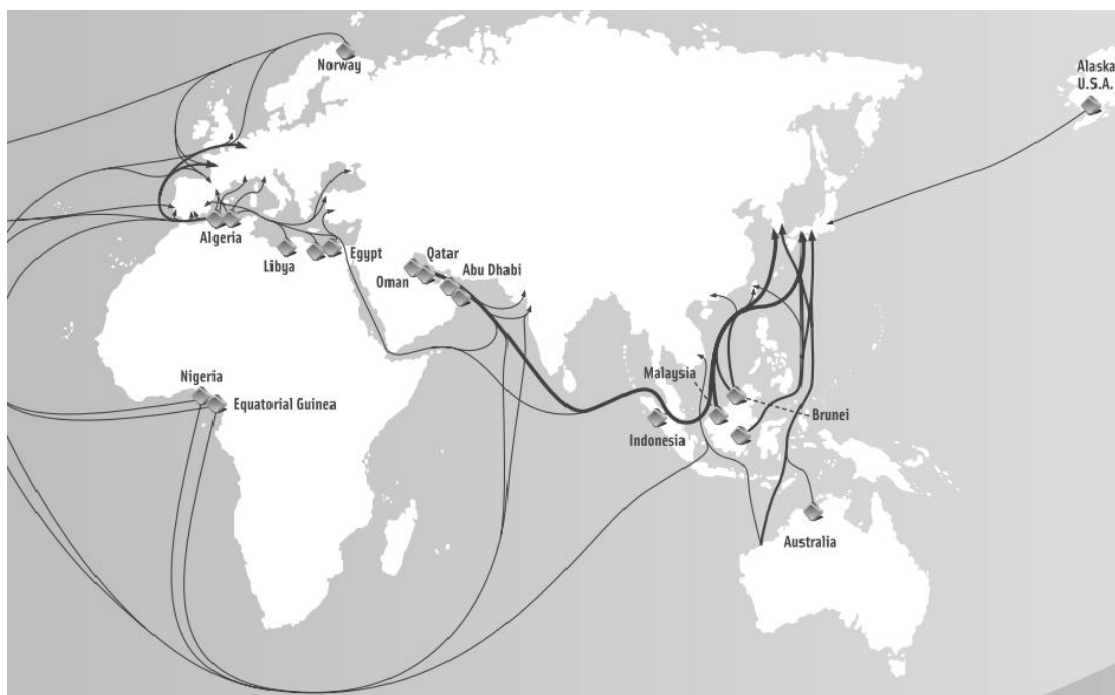 Norway
Alaska
U.S.A.
Algeria
Libya
Egypt
Qatar
Oman
Abu Dhabi
Nigeria
Equatorial Guinea
Malaysia
Brunei
Indonesia
Australia